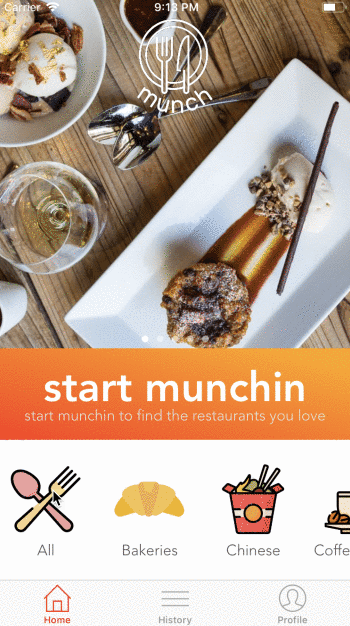 Carrier 9:13 PM
munch
start munchin
start munchin to find the restaurants you love
All Bakeries Chinese Coffe
Home History Profile